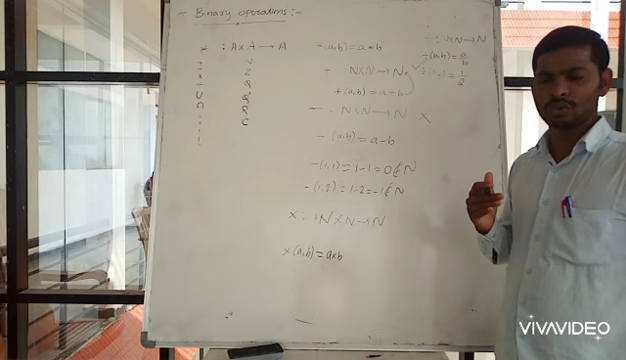 - Binary operations :-
* : A×A → A
N
Z
Q
R
C
+ : N×N → N
+(a,b) = a+b
- : N×N → N ×
-(a,b) = a-b
-(1,1) = 1-1 = 0 ∉ N
-(1,2) = 1-2 = -1 ∉ N
× : N×N → N
×(a,b) = a×b
÷ : N×N → N
÷(a,b) = a/b
÷(1,2) = 1/2
VIVAVIDEO